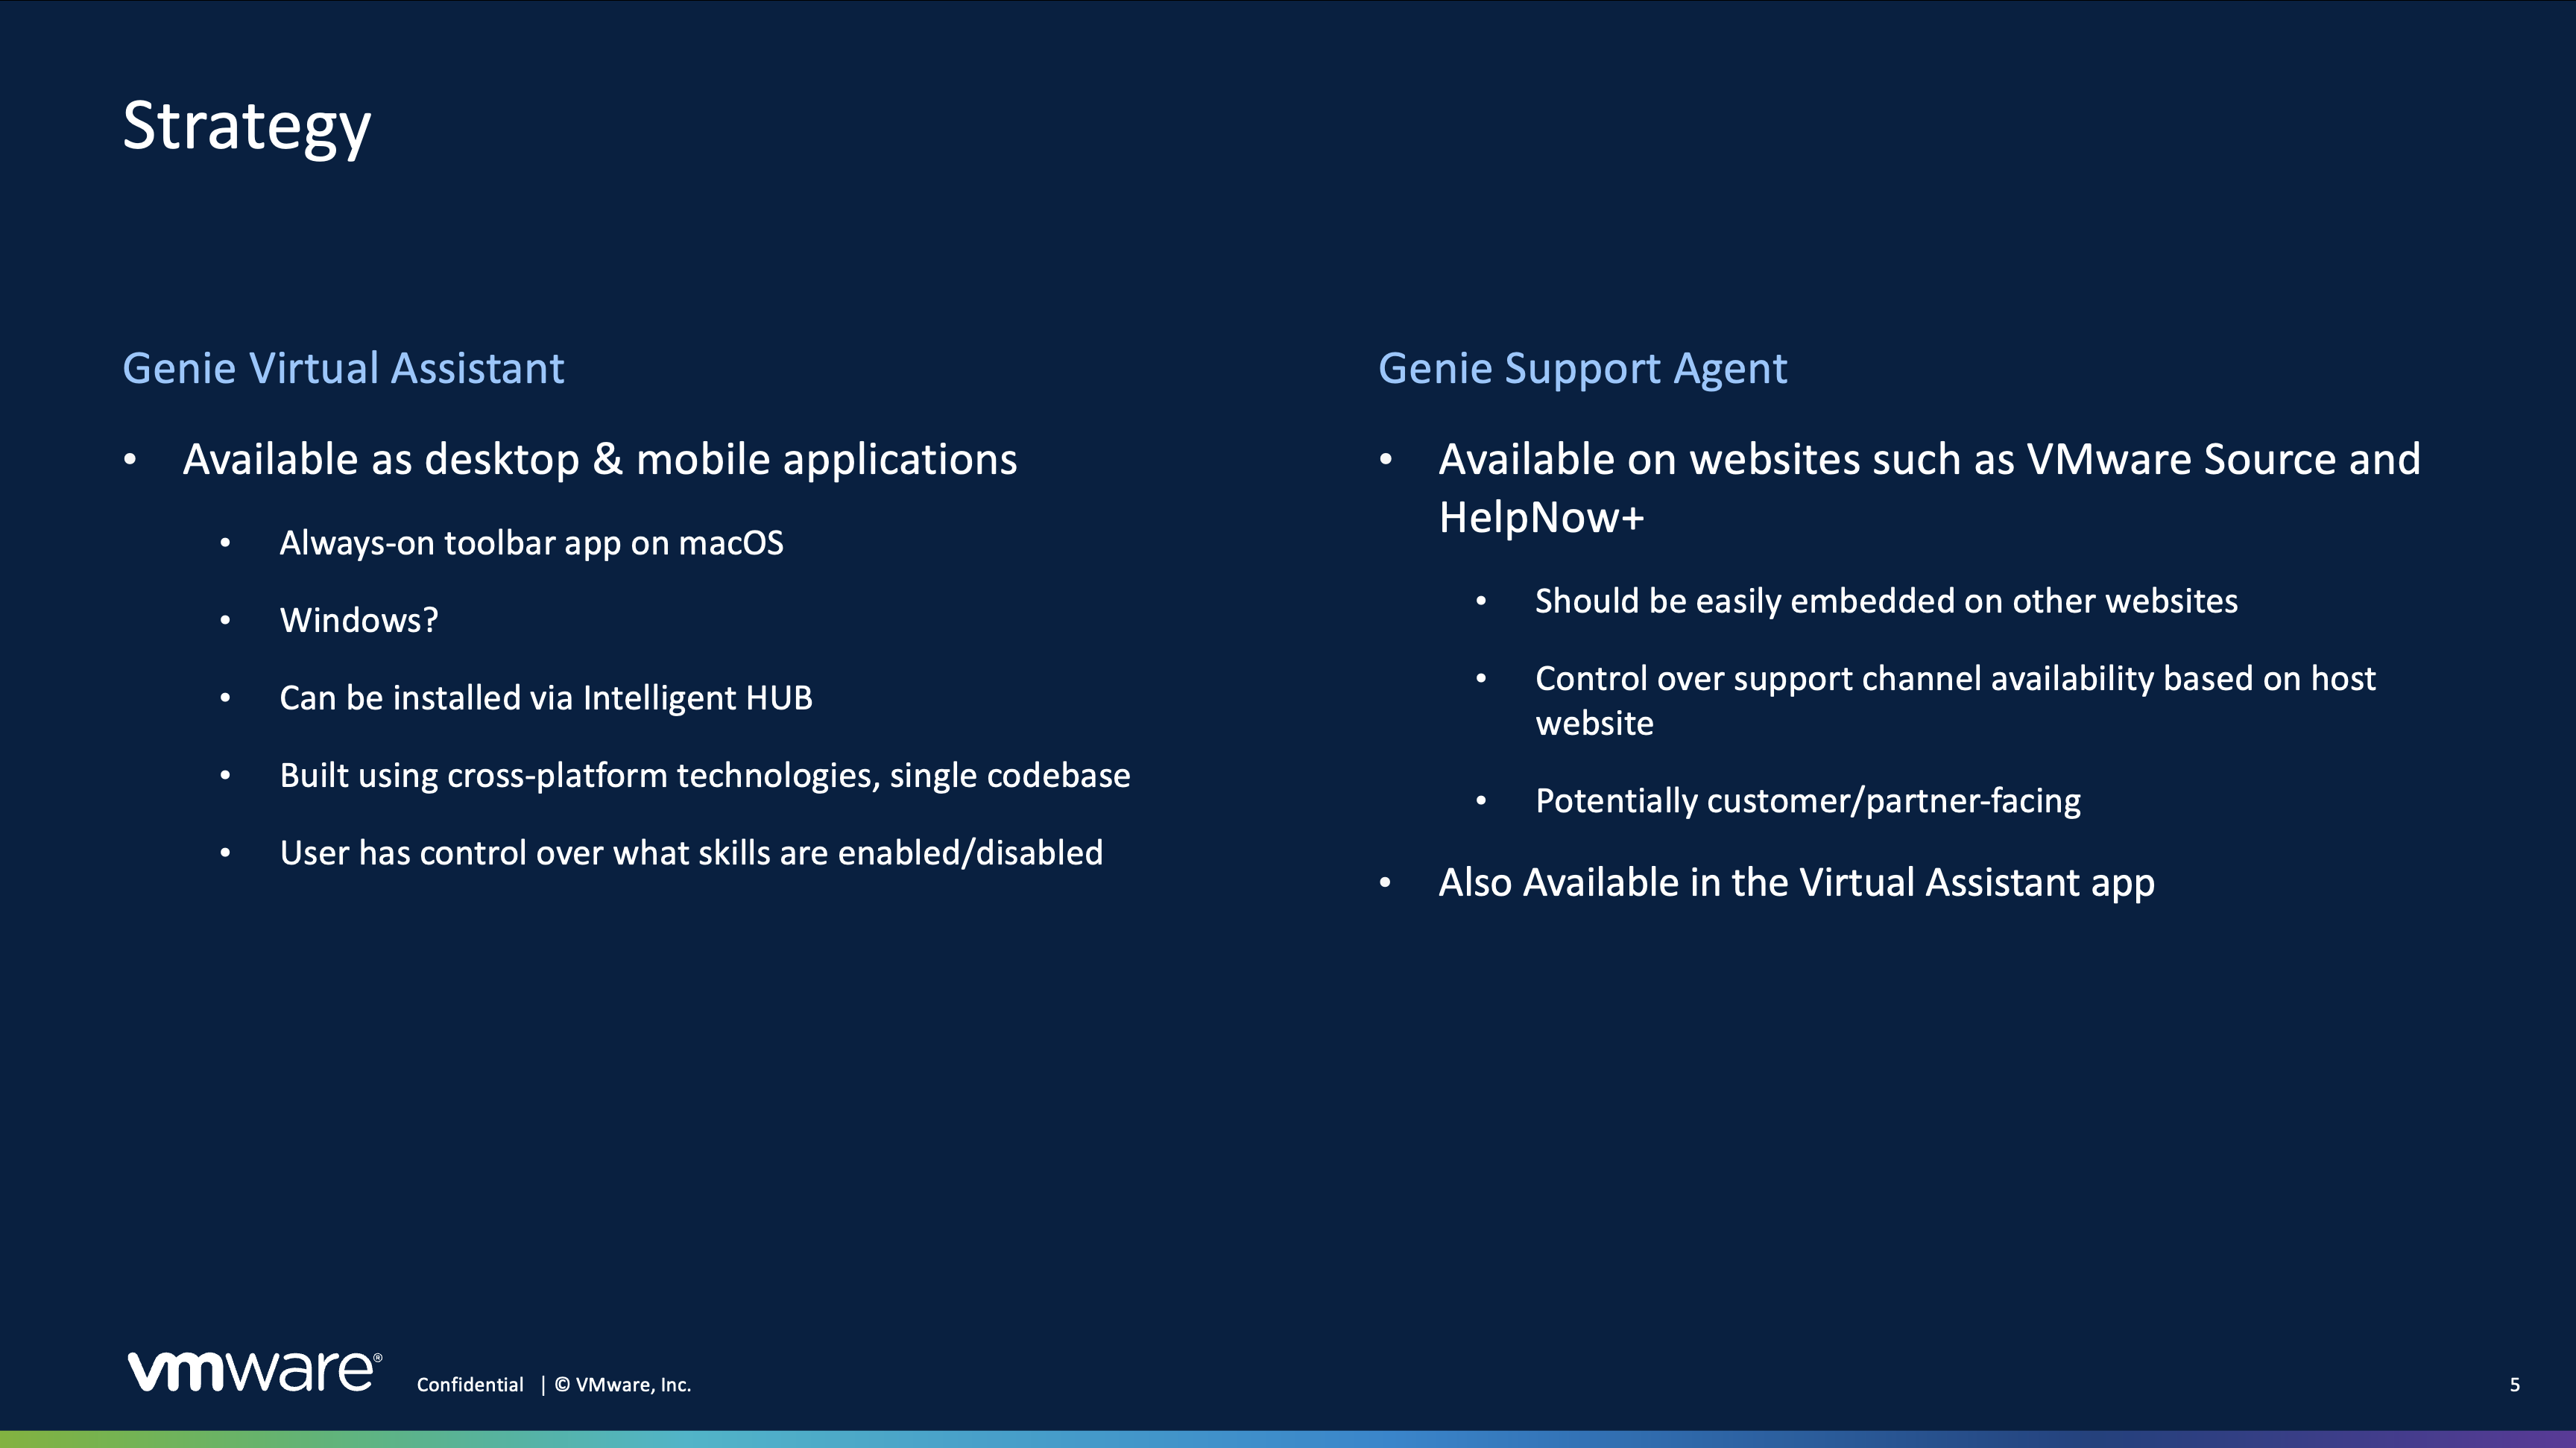 Strategy
Genie Virtual Assistant
• Available as desktop & mobile applications
• Always-on toolbar app on macOS
• Windows?
• Can be installed via Intelligent HUB
• Built using cross-platform technologies, single codebase
• User has control over what skills are enabled/disabled
Genie Support Agent
• Available on websites such as VMware Source and
HelpNow+
• Should be easily embedded on other websites
• Control over support channel availability based on host
website
• Potentially customer/partner-facing
• Also Available in the Virtual Assistant app
vmware®
Confidential | © VMware, Inc.
5